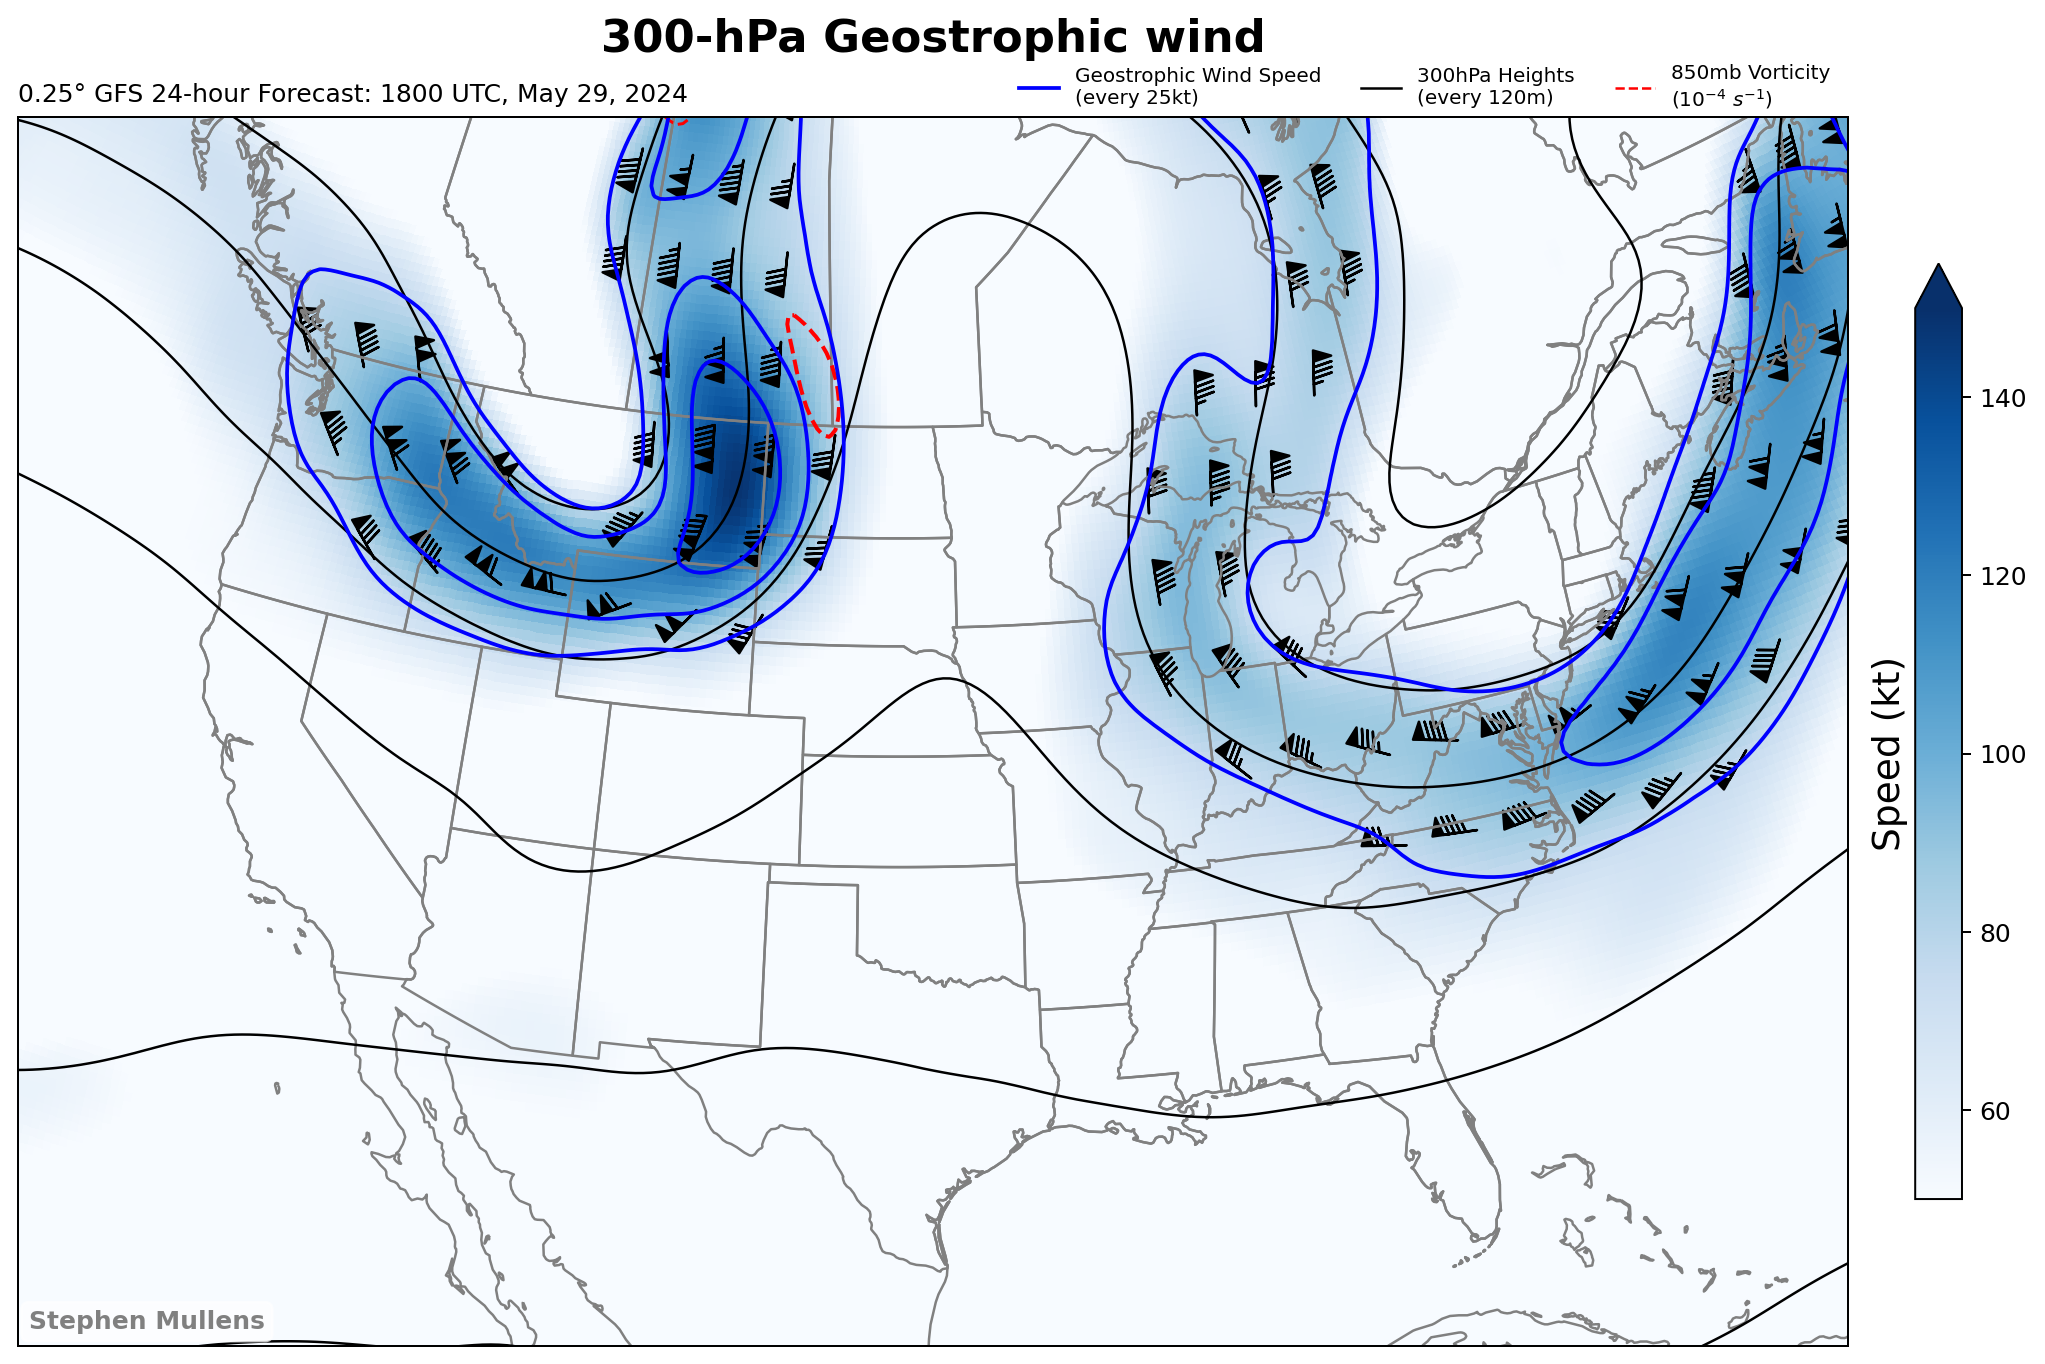 300-hPa Geostrophic wind
0.25° GFS 24-hour Forecast: 1800 UTC, May 29, 2024
Geostrophic Wind Speed
(every 25kt)
300hPa Heights
(every 120m)
850mb Vorticity
(10⁻⁴ s⁻¹)
140
120
100
80
60
Speed (kt)
Stephen Mullens